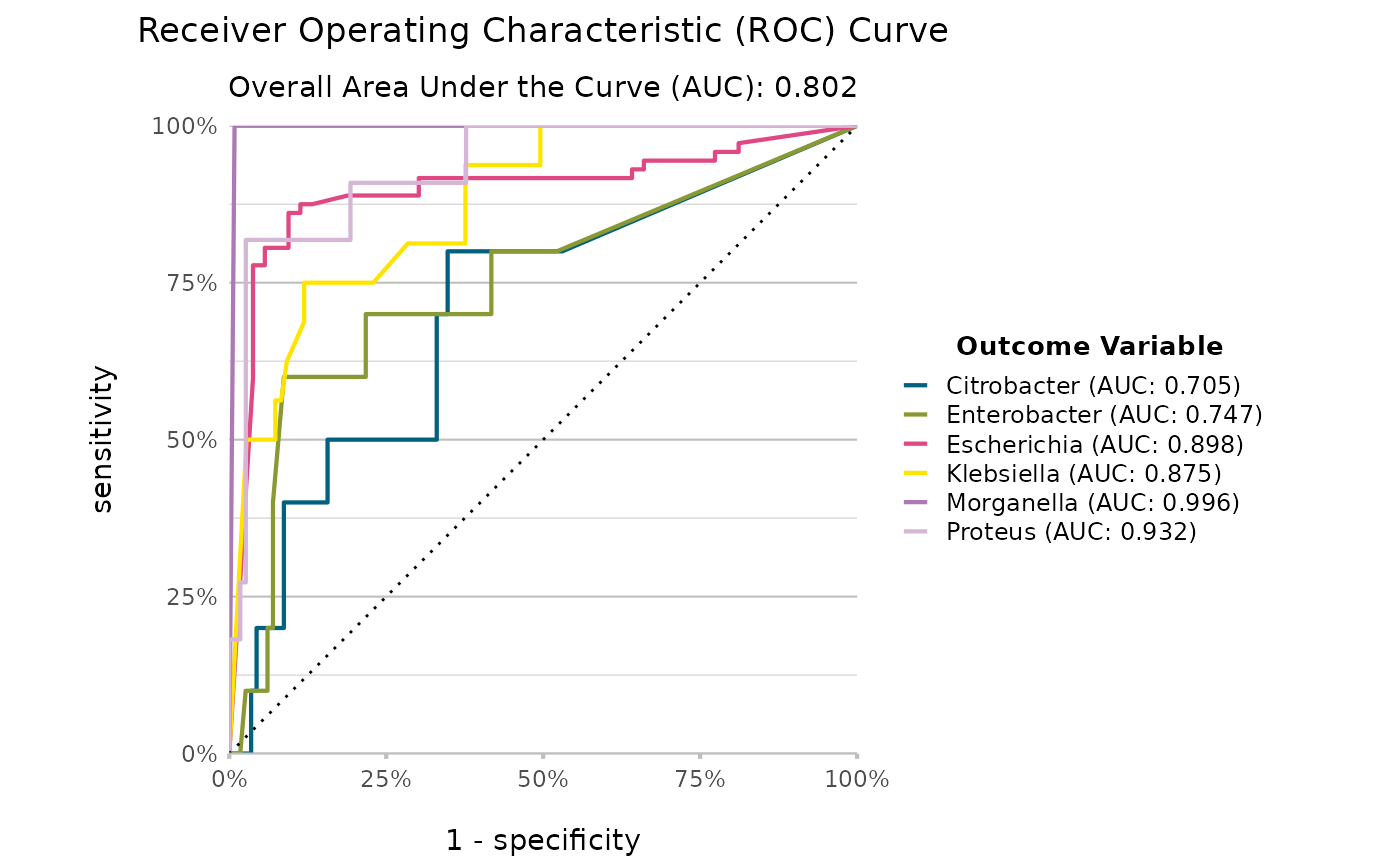 Receiver Operating Characteristic (ROC) Curve
Overall Area Under the Curve (AUC): 0.802
100%
75%
50%
25%
0%
sensitivity
0%
25%
50%
75%
100%
1 - specificity
Outcome Variable
Citrobacter (AUC: 0.705)
Enterobacter (AUC: 0.747)
Escherichia (AUC: 0.898)
Klebsiella (AUC: 0.875)
Morganella (AUC: 0.996)
Proteus (AUC: 0.932)